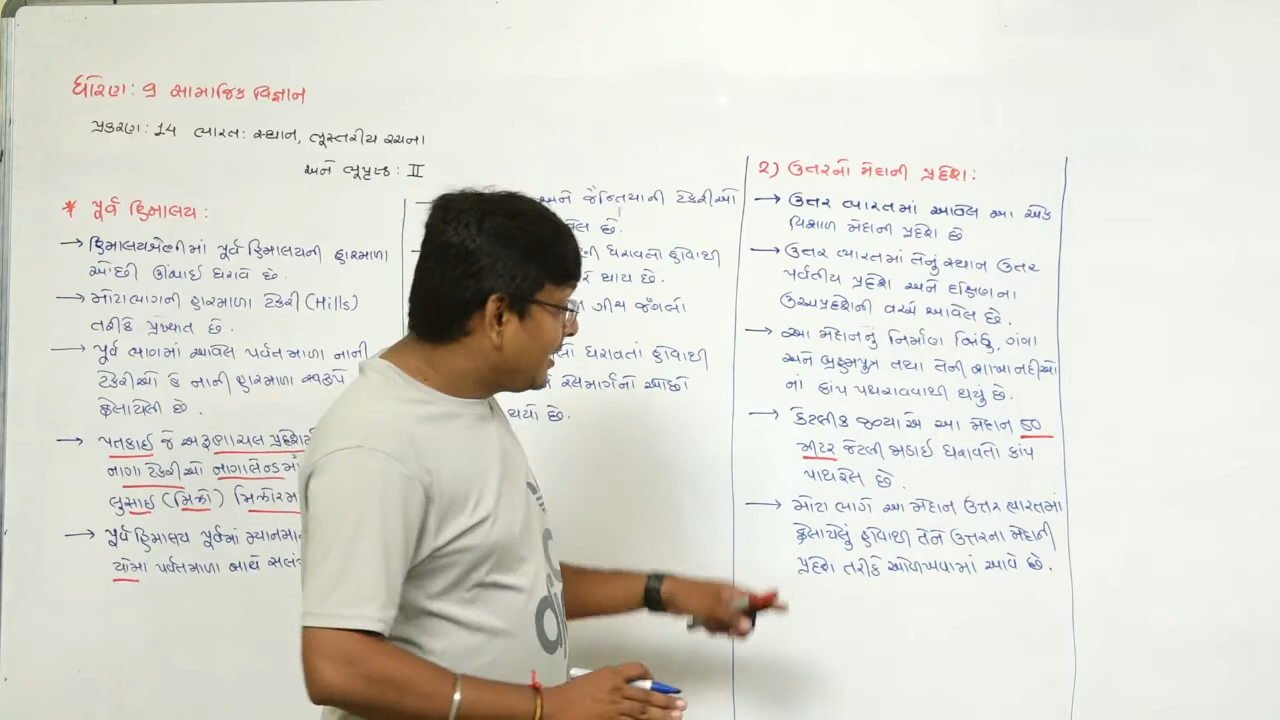 ધોરણ: 9 સામાજિક વિજ્ઞાન
પ્રકરણ: 14 ભારત: સ્થાન, ભૂસ્તરીય રચના
અને ભૂપૃષ્ઠ: II
* પૂર્વ હિમાલય:
→ હિમાલયશ્રેણીમાં પૂર્વ હિમાલયની હારમાળા
ઓછી ઊંચાઈ ધરાવે છે.
→ મોટાભાગની હારમાળા ટેકરી (Hills)
તરીકે પ્રખ્યાત છે.
→ પૂર્વ ભાગમાં આવેલ પર્વતમાળા નાની
ટેકરીઓ કે નાની હારમાળા સ્વરૂપે
ફેલાયેલી છે.
→ પતકાઈ જે અરૂણાચલ પ્રદેશ
નાગા ટેકરીઓ નાગાલેન્ડમાં
લુસાઈ (મિઝો) મિઝોરમ
→ પૂર્વ હિમાલય પૂર્વમાં મ્યાનમા
યોમા પર્વતમાળા સાથે
અને જૈન્તિયાની ટેકરીઓ
છે.
ધરાવતો હોવાથી
થાય છે.
ગીચ જંગલો
ધરાવતાં હોવાથી
રેલમાર્ગનો ઓછો
થયો છે.
2) ઉત્તરનો મેદાની પ્રદેશ:
→ ઉત્તર ભારતમાં આવેલ આ એક
વિશાળ મેદાની પ્રદેશ છે
→ ઉત્તર ભારતમાં તેનું સ્થાન ઉત્તર
પર્વતીય પ્રદેશ અને દક્ષિણના
ઉચ્ચપ્રદેશની વચ્ચે આવેલ છે.
→ આ મેદાનનું નિર્માણ સિંધુ, ગંગા
અને બ્રહ્મપુત્ર તથા તેની શાખા નદીઓ
નાં કાંપ પથરાવવાથી થયું છે.
→ કેટલીક જગ્યાએ આ મેદાન 50
મીટર જેટલી જાડાઈ ધરાવતો કાંપ
પાથરેલ છે.
→ મોટા ભાગે આ મેદાન ઉત્તર ભારતમાં
ફેલાયેલું હોવાથી તેને ઉત્તરના મેદાની
પ્રદેશ તરીકે ઓળખવામાં આવે છે.